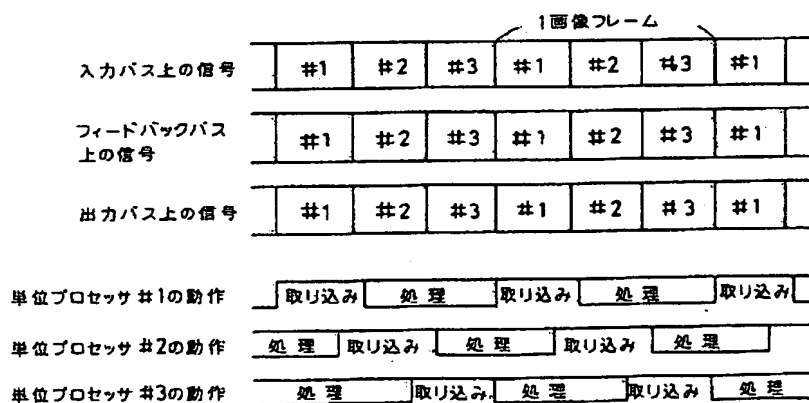 1画像フレーム
入力バス上の信号 #1 #2 #3 #1 #2 #3 #1
フィードバックバス
上の信号 #1 #2 #3 #1 #2 #3 #1
出力バス上の信号 #1 #2 #3 #1 #2 #3 #1
単位プロセッサ #1の動作 取り込み 処理 取り込み 処理 取り込み
単位プロセッサ #2の動作 処理 取り込み 処理 取り込み 処理
単位プロセッサ #3の動作 処理 取り込み 処理 取り込み 処理